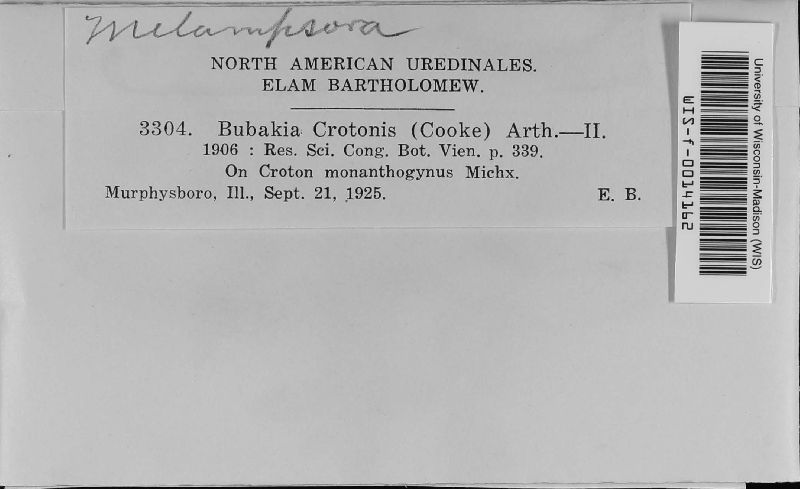 Melampsora
NORTH AMERICAN UREDINALES.
ELAM BARTHOLOMEW.
3304. Bubakia Crotonis (Cooke) Arth.—II.
1906 : Res. Sci. Cong. Bot. Vien. p. 339.
On Croton monanthogynus Michx.
Murphysboro, Ill., Sept. 21, 1925. E. B.
University of Wisconsin-Madison (WIS)
WIS-f-0014152